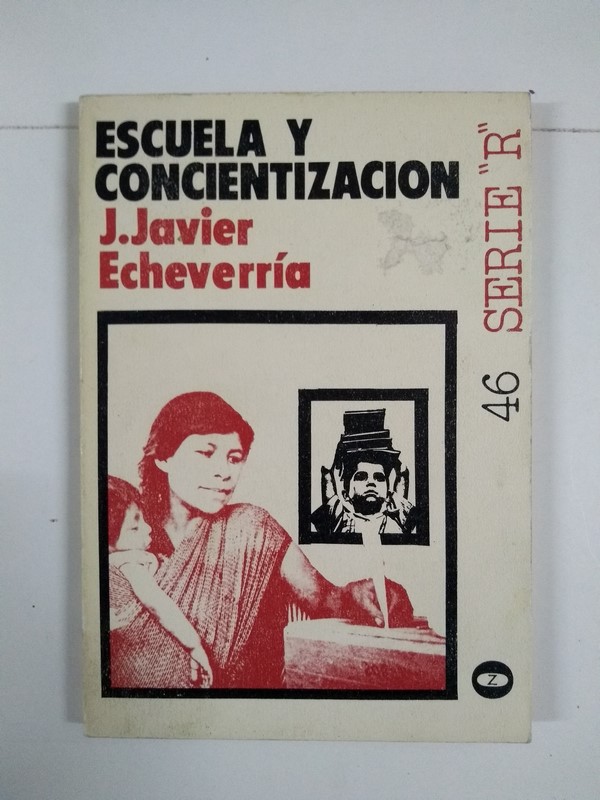 ESCUELA Y
CONCIENTIZACION
J.Javier
Echeverría
46 SERIE "R"
Z